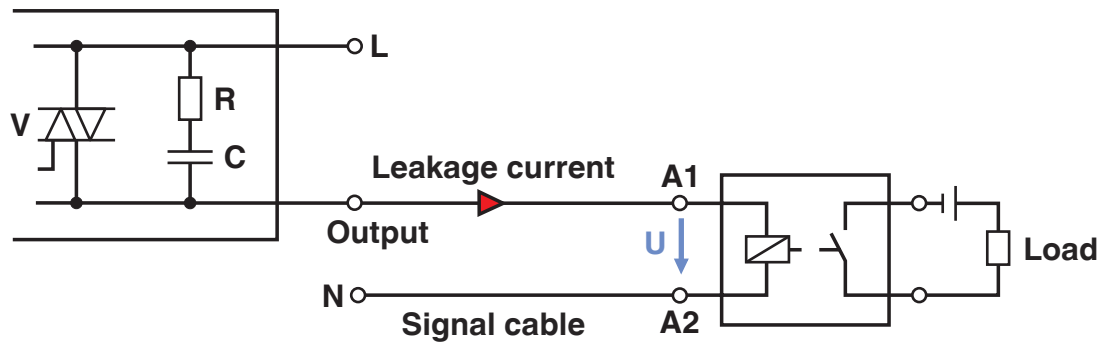 L
R
V
C
Leakage current
A1
Output
U
Load
N
Signal cable
A2